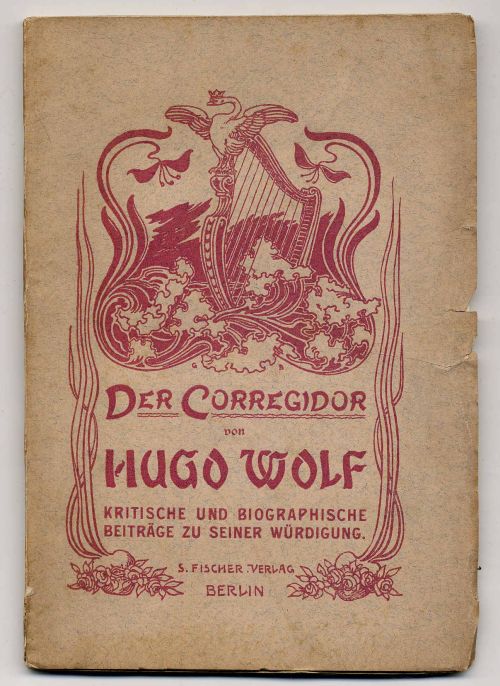 DER CORREGIDOR
von
HUGO WOLF
KRITISCHE UND BIOGRAPHISCHE
BEITRÄGE ZU SEINER WÜRDIGUNG.
S. FISCHER VERLAG
BERLIN